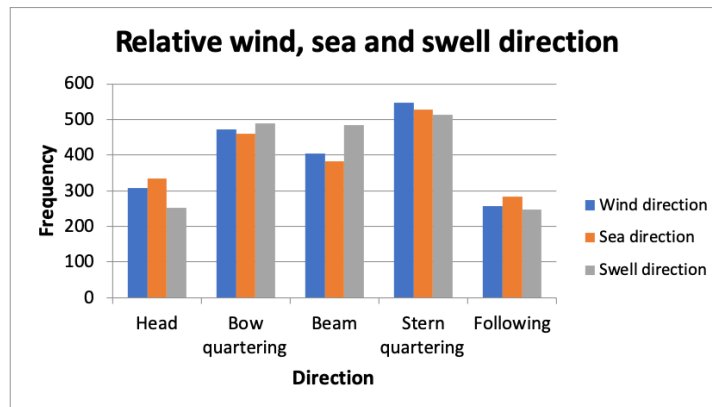 Relative wind, sea and swell direction
600
500
400
300
200
100
0
Frequency
Head
Bow
quartering
Beam
Stern
quartering
Following
Direction
Wind direction
Sea direction
Swell direction